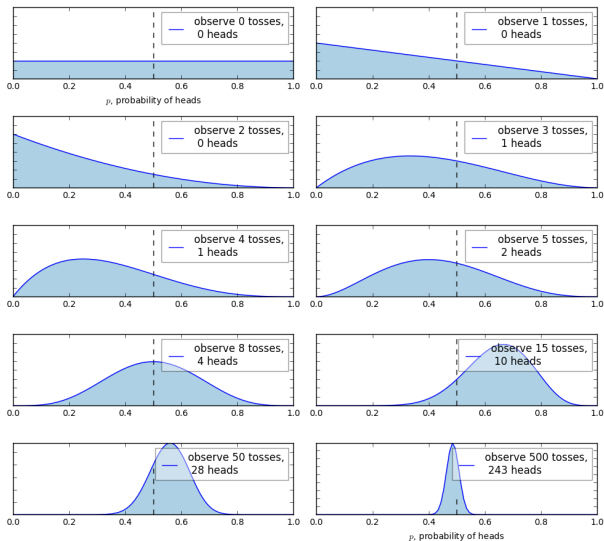 observe 0 tosses,
0 heads
observe 1 tosses,
0 heads
0.0 0.2 0.4 0.6 0.8 1.0
p, probability of heads
0.0 0.2 0.4 0.6 0.8 1.0
observe 2 tosses,
0 heads
observe 3 tosses,
1 heads
0.0 0.2 0.4 0.6 0.8 1.0
0.0 0.2 0.4 0.6 0.8 1.0
observe 4 tosses,
1 heads
observe 5 tosses,
2 heads
0.0 0.2 0.4 0.6 0.8 1.0
0.0 0.2 0.4 0.6 0.8 1.0
observe 8 tosses,
4 heads
observe 15 tosses,
10 heads
0.0 0.2 0.4 0.6 0.8 1.0
0.0 0.2 0.4 0.6 0.8 1.0
observe 50 tosses,
28 heads
observe 500 tosses,
243 heads
0.0 0.2 0.4 0.6 0.8 1.0
0.0 0.2 0.4 0.6 0.8 1.0
p, probability of heads